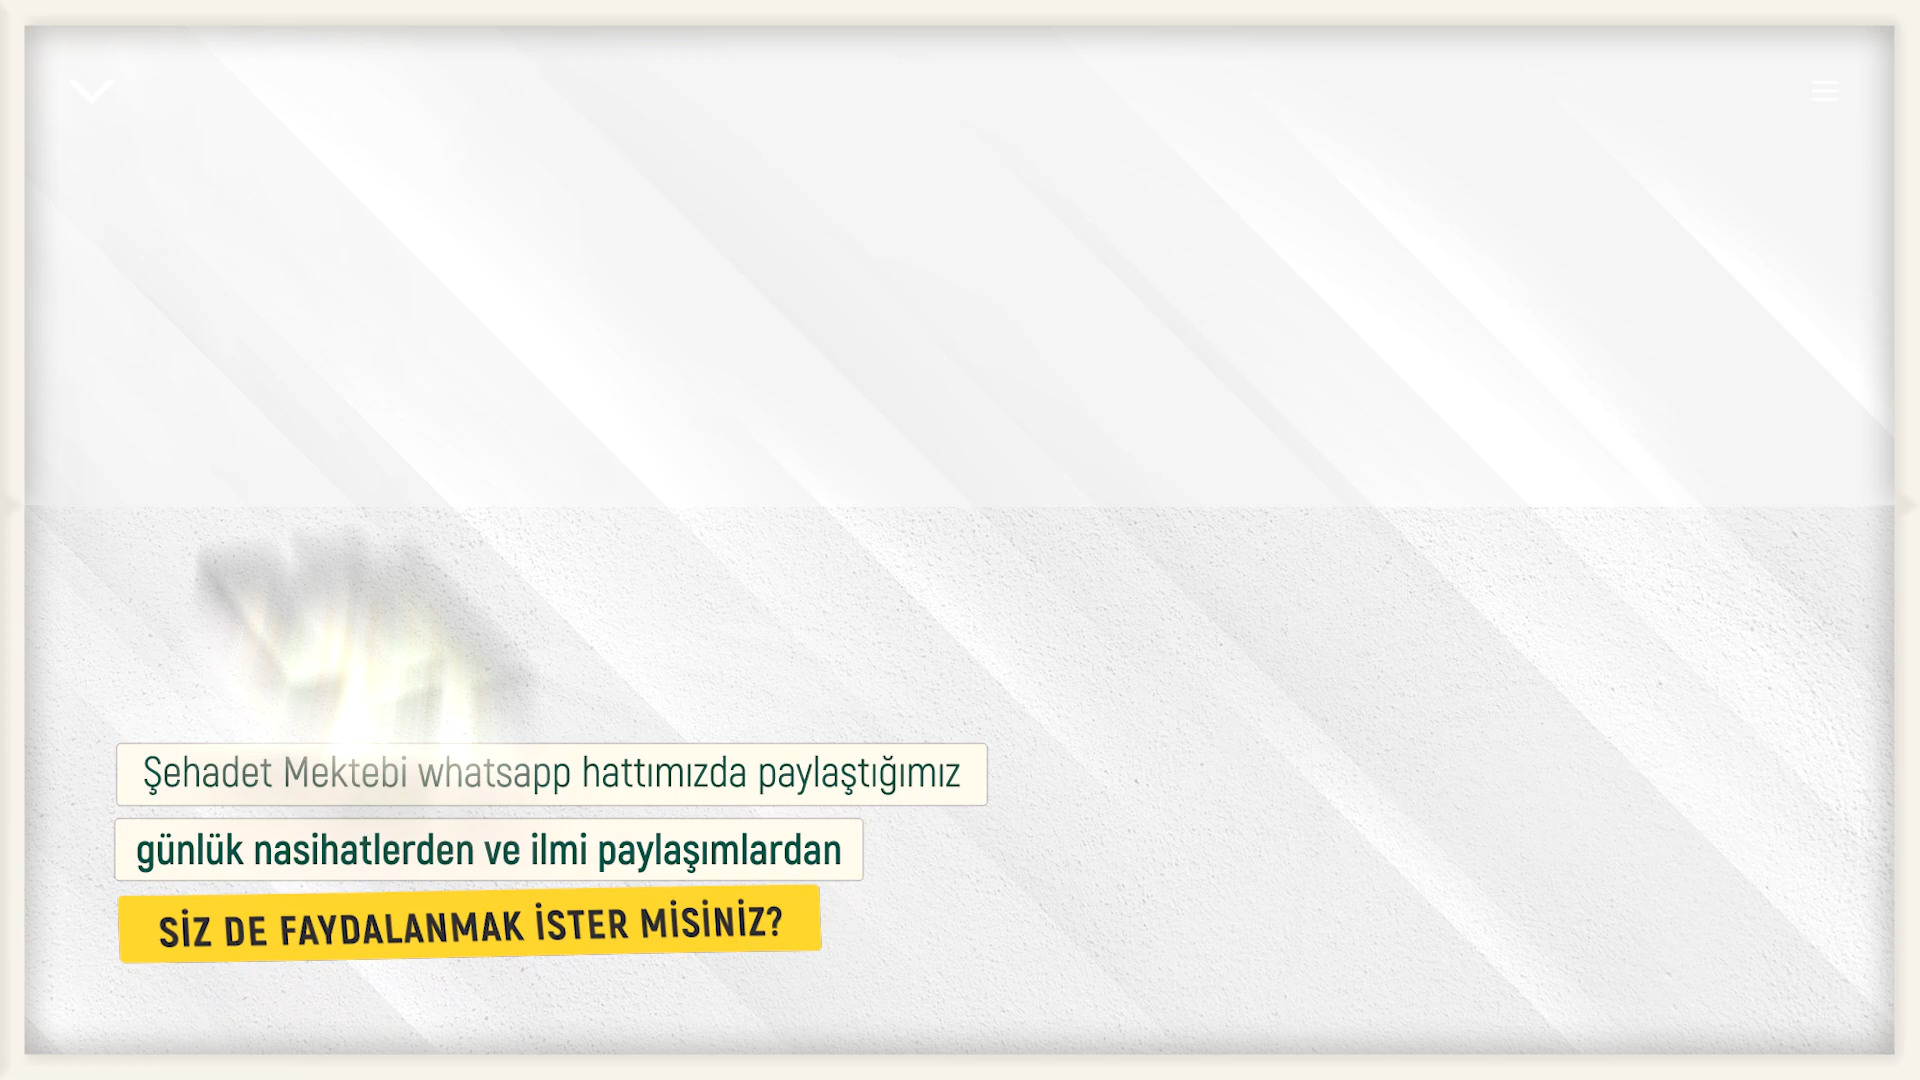 Şehadet Mektebi whatsapp hattımızda paylaştığımız
günlük nasihatlerden ve ilmi paylaşımlardan
SİZ DE FAYDALANMAK İSTER MİSİNİZ?